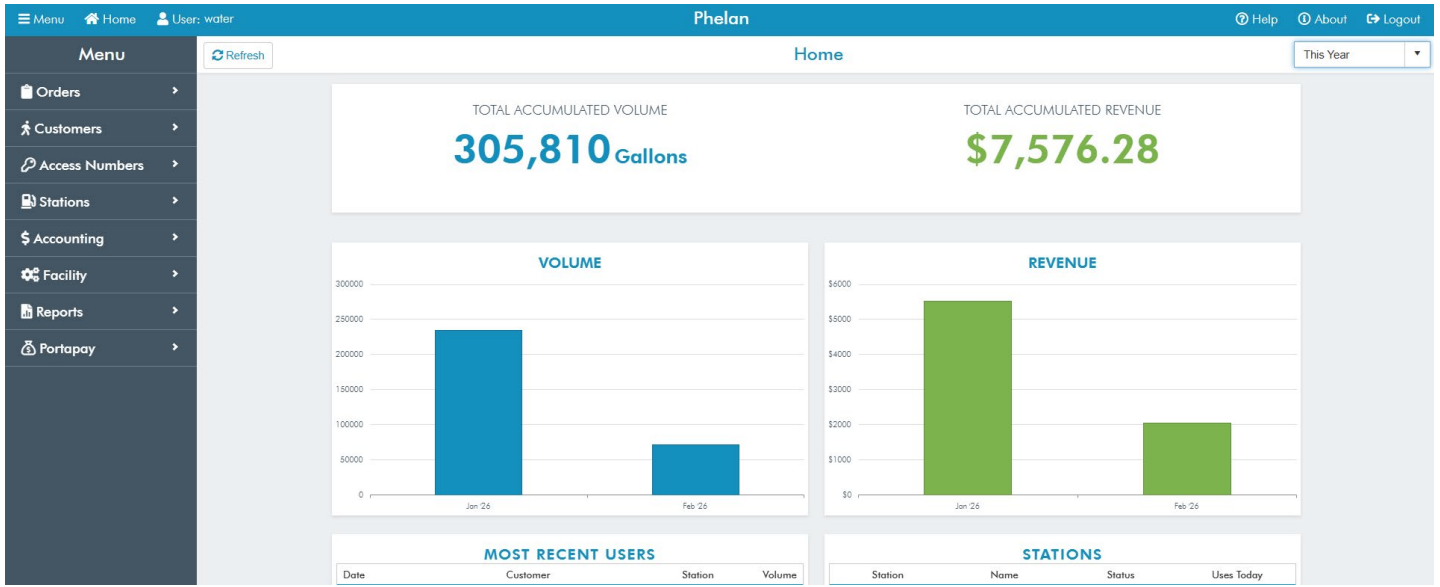 Menu Home User: water Phelan Help About Logout
Menu
Refresh Home This Year
Orders
Customers
Access Numbers
Stations
Accounting
Facility
Reports
Portapay
TOTAL ACCUMULATED VOLUME
305,810 Gallons
TOTAL ACCUMULATED REVENUE
$7,576.28
VOLUME
300000
250000
200000
150000
100000
50000
0
Jan '26 Feb '26
REVENUE
$6000
$5000
$4000
$3000
$2000
$1000
$0
Jan '26 Feb '26
MOST RECENT USERS
Date Customer Station Volume
STATIONS
Station Name Status Uses Today